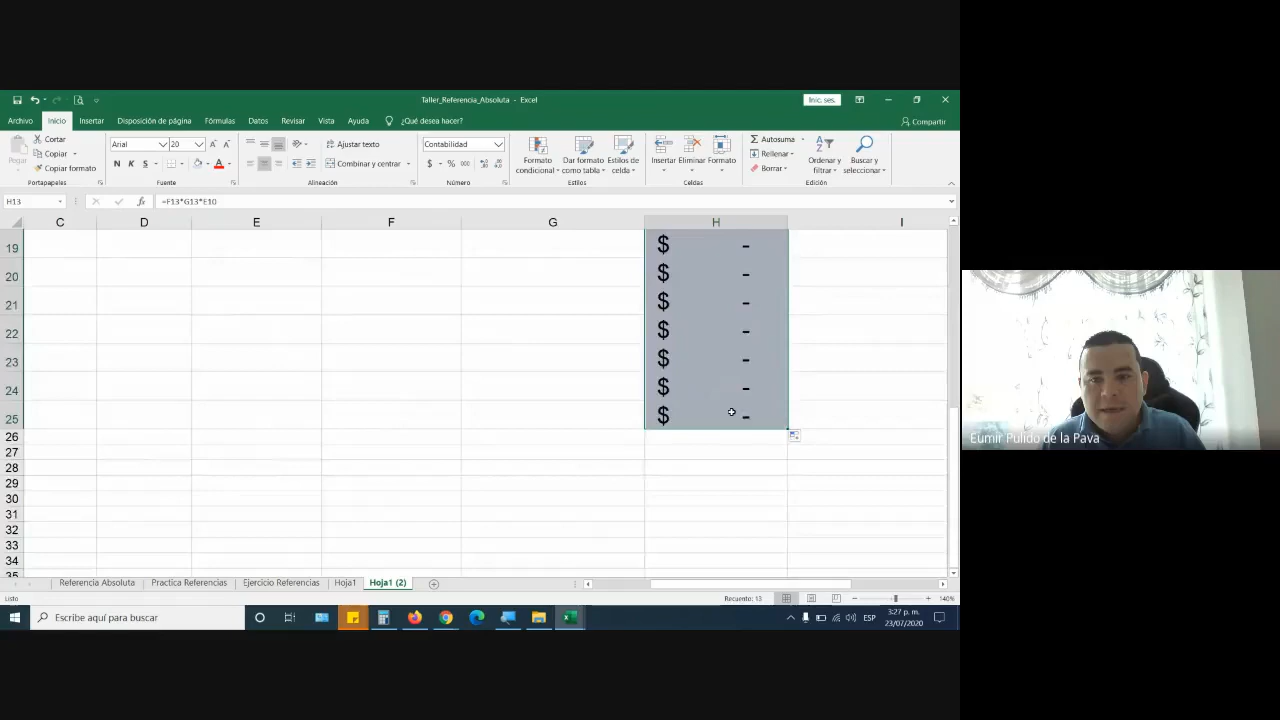 Taller_Referencia_Absoluta - Excel
Inic. ses.
Archivo Inicio Insertar Disposición de página Fórmulas Datos Revisar Vista Ayuda ¿Qué desea hacer? Compartir
Pegar
Cortar
Copiar
Copiar formato
Portapapeles
Arial 20
N K S
Fuente
Ajustar texto
Combinar y centrar
Alineación
Contabilidad
$ % 000
Número
Formato condicional
Dar formato como tabla
Estilos de celda
Estilos
Insertar Eliminar Formato
Celdas
Autosuma
Rellenar
Borrar
Ordenar y filtrar
Buscar y seleccionar
Edición
H13 =F13*G13*E10
C D E F G H I
19 $ -
20 $ -
21 $ -
22 $ -
23 $ -
24 $ -
25 $ -
26
27
28
29
30
31
32
33
34
35
Eumir Pulido de la Pava
Referencia Absoluta Practica Referencias Ejercicio Referencias Hoja1 Hoja1 (2)
Listo Recuento: 13 140%
Escribe aquí para buscar ESP 3:27 p. m.
23/07/2020